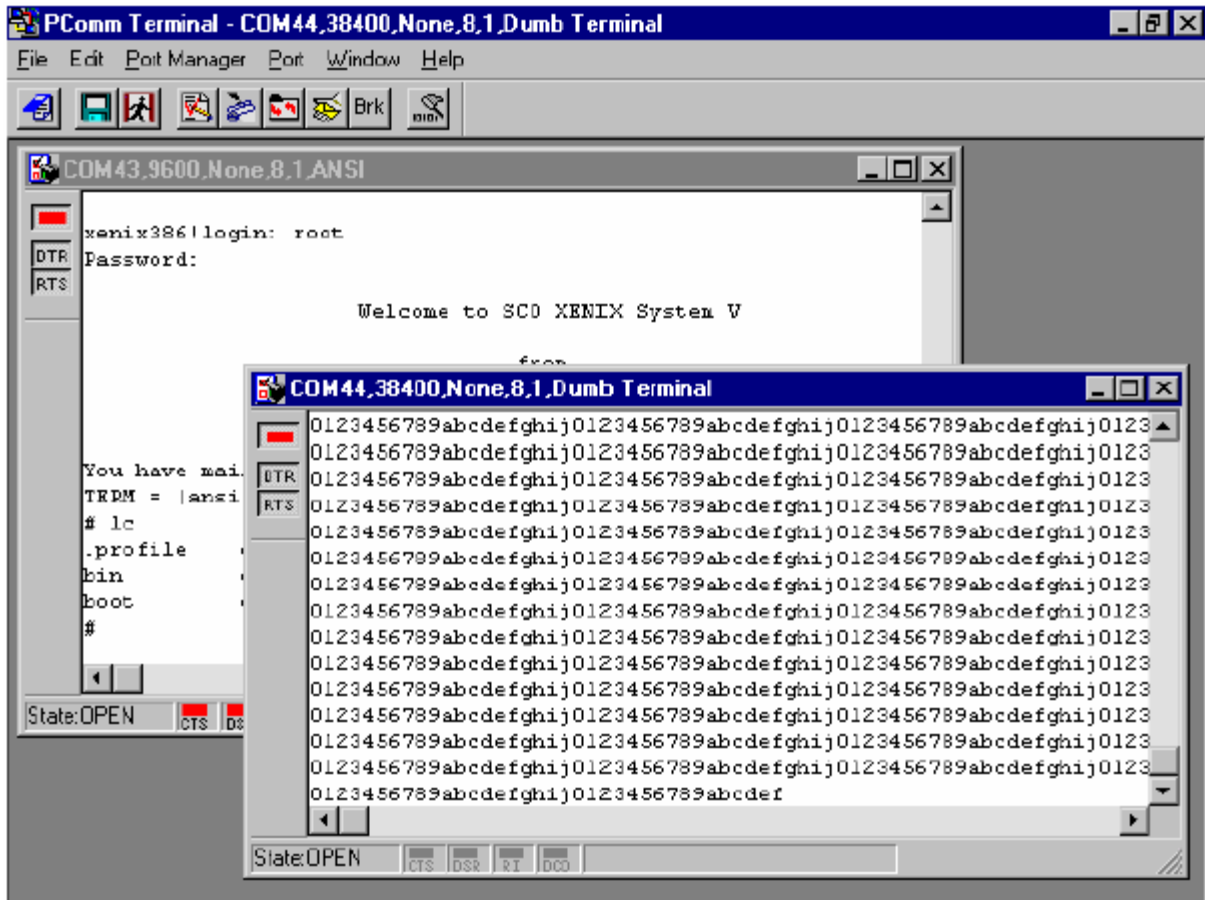 PComm Terminal - COM44,38400,None,8,1,Dumb Terminal
File Edit Port Manager Port Window Help
Brk
COM43,9600,None,8,1,ANSI
DTR
RTS
xenix386!login: root
Password:
Welcome to SCO XENIX System V
from
You have mai
TERM = |ansi
# lc
.profile
bin
boot
#
State:OPEN CTS DS
COM44,38400,None,8,1,Dumb Terminal
DTR
RTS
0123456789abcdefghij0123456789abcdefghij0123456789abcdefghij0123
0123456789abcdefghij0123456789abcdefghij0123456789abcdefghij0123
0123456789abcdefghij0123456789abcdefghij0123456789abcdefghij0123
0123456789abcdefghij0123456789abcdefghij0123456789abcdefghij0123
0123456789abcdefghij0123456789abcdefghij0123456789abcdefghij0123
0123456789abcdefghij0123456789abcdefghij0123456789abcdefghij0123
0123456789abcdefghij0123456789abcdefghij0123456789abcdefghij0123
0123456789abcdefghij0123456789abcdefghij0123456789abcdefghij0123
0123456789abcdefghij0123456789abcdefghij0123456789abcdefghij0123
0123456789abcdefghij0123456789abcdefghij0123456789abcdefghij0123
0123456789abcdefghij0123456789abcdefghij0123456789abcdefghij0123
0123456789abcdefghij0123456789abcdefghij0123456789abcdefghij0123
0123456789abcdefghij0123456789abcdefghij0123456789abcdefghij0123
0123456789abcdefghij0123456789abcdefghij0123456789abcdefghij0123
0123456789abcdefghij0123456789abcdef
State:OPEN CTS DSR RI DCD